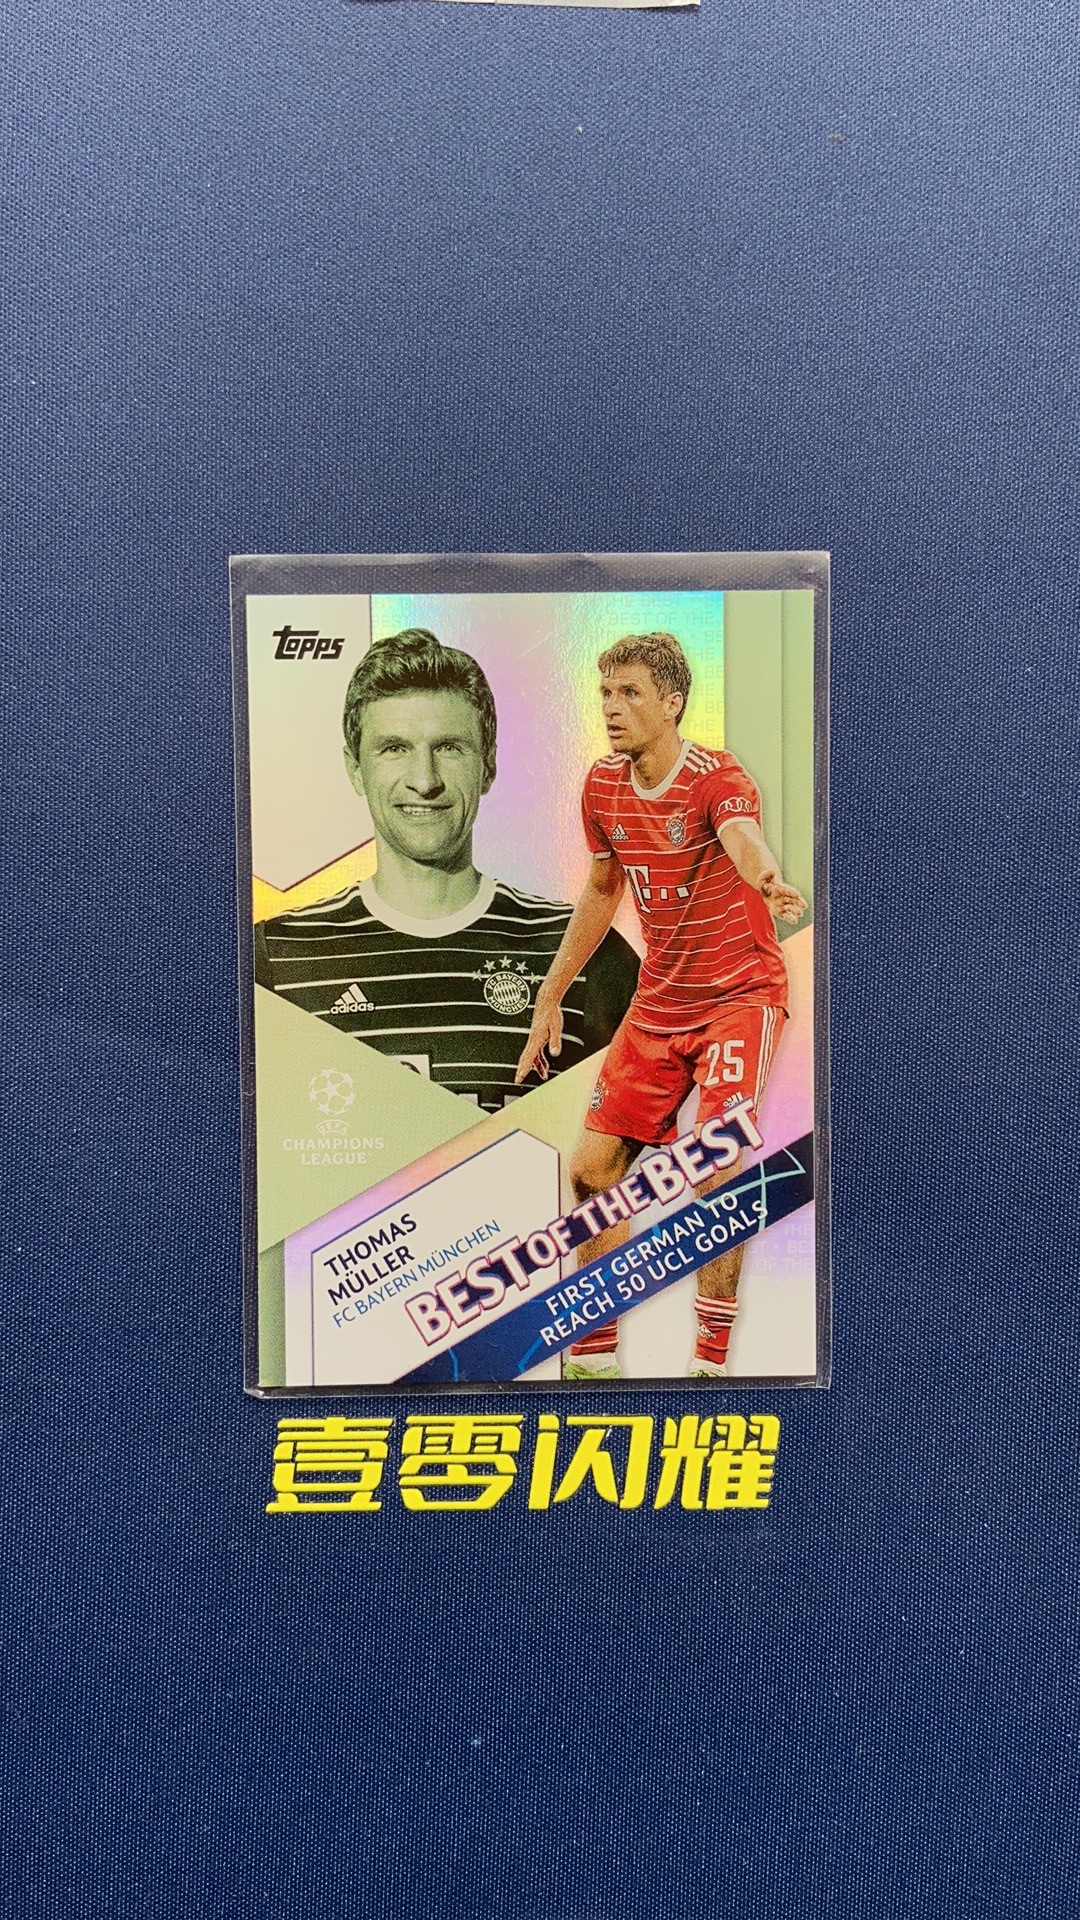 Topps
FC BAYERN
MÜNCHEN
adidas
T
25
UEFA
CHAMPIONS
LEAGUE
THOMAS
MÜLLER
FC BAYERN MÜNCHEN
BEST OF THE BEST
FIRST GERMAN TO
REACH 50 UCL GOALS
壹零闪耀